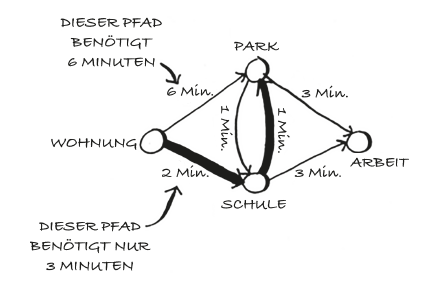 DIESER PFAD
BENÖTIGT
6 MINUTEN
PARK
6 Min.
3 Min.
1 Min.
1 Min.
WOHNUNG
ARBEIT
2 Min.
3 Min.
SCHULE
DIESER PFAD
BENÖTIGT NUR
3 MINUTEN